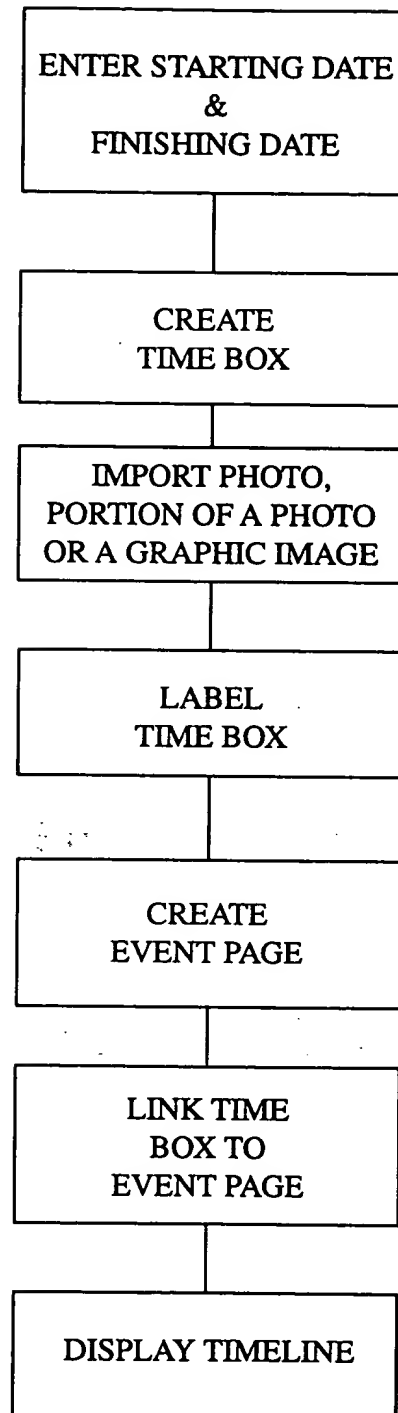 ENTER STARTING DATE
&
FINISHING DATE
CREATE
TIME BOX
IMPORT PHOTO,
PORTION OF A PHOTO
OR A GRAPHIC IMAGE
LABEL
TIME BOX
CREATE
EVENT PAGE
LINK TIME
BOX TO
EVENT PAGE
DISPLAY TIMELINE